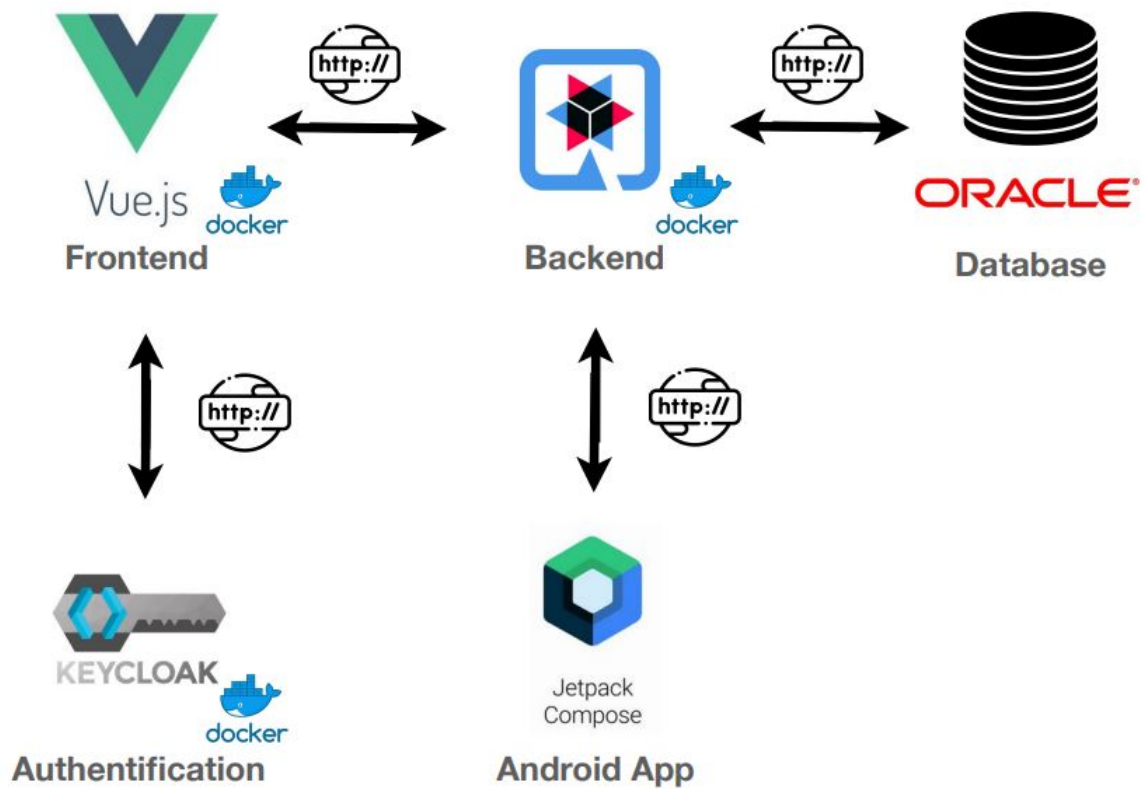 http://
http://
Vue.js
docker
docker
ORACLE®
Frontend
Backend
Database
http://
http://
KEYCLOAK
docker
Jetpack
Compose
Authentification
Android App